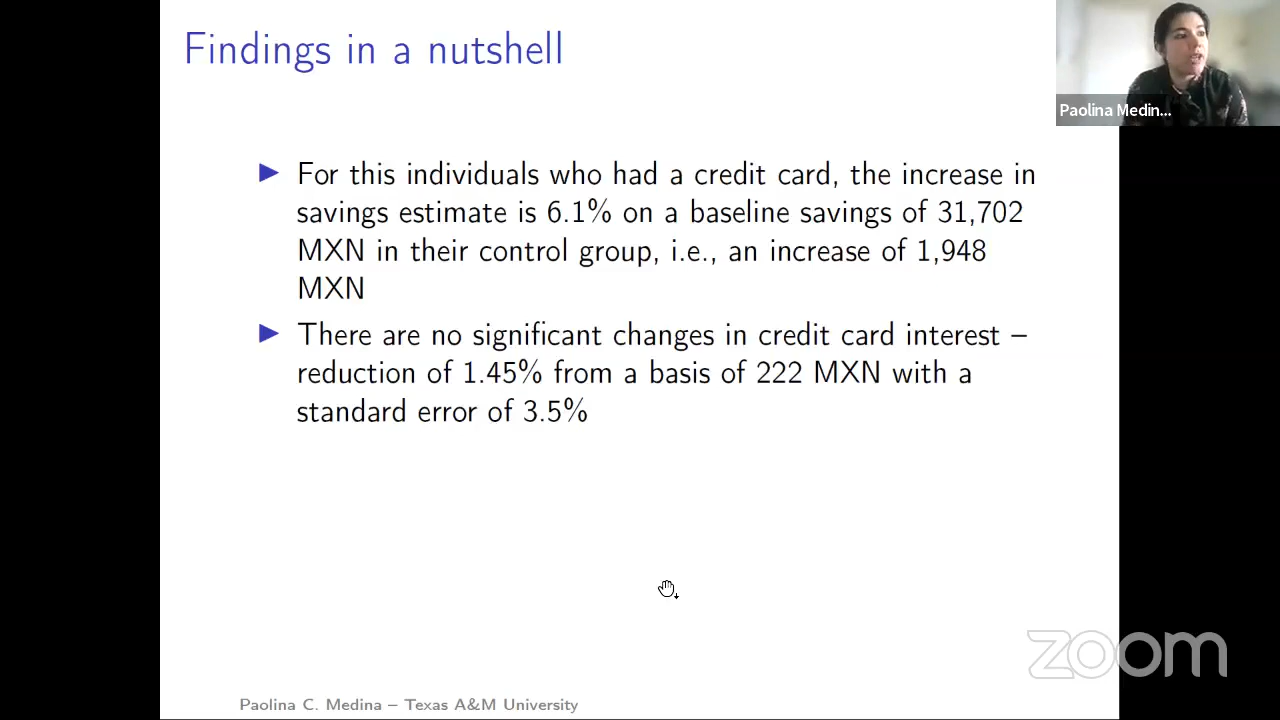 Findings in a nutshell
Paolina Medin...
For this individuals who had a credit card, the increase in
savings estimate is 6.1% on a baseline savings of 31,702
MXN in their control group, i.e., an increase of 1,948
MXN
There are no significant changes in credit card interest –
reduction of 1.45% from a basis of 222 MXN with a
standard error of 3.5%
zoom
Paolina C. Medina – Texas A&M University